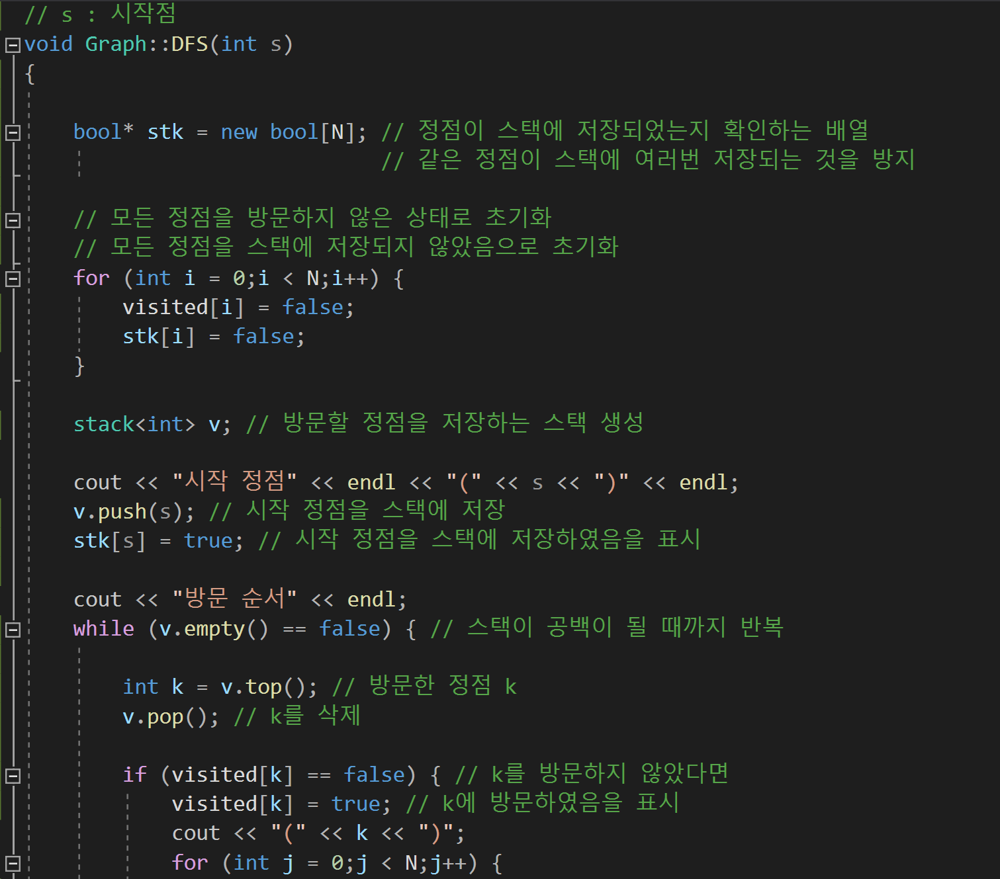 // s : 시작점
void Graph::DFS(int s)
{
bool* stk = new bool[N]; // 정점이 스택에 저장되었는지 확인하는 배열
// 같은 정점이 스택에 여러번 저장되는 것을 방지
// 모든 정점을 방문하지 않은 상태로 초기화
// 모든 정점을 스택에 저장되지 않았음으로 초기화
for (int i = 0;i < N;i++) {
visited[i] = false;
stk[i] = false;
}
stack<int> v; // 방문할 정점을 저장하는 스택 생성
cout << "시작 정점" << endl << "(" << s << ")" << endl;
v.push(s); // 시작 정점을 스택에 저장
stk[s] = true; // 시작 정점을 스택에 저장하였음을 표시
cout << "방문 순서" << endl;
while (v.empty() == false) { // 스택이 공백이 될 때까지 반복
int k = v.top(); // 방문한 정점 k
v.pop(); // k를 삭제
if (visited[k] == false) { // k를 방문하지 않았다면
visited[k] = true; // k에 방문하였음을 표시
cout << "(" << k << ")";
for (int j = 0;j < N;j++) {